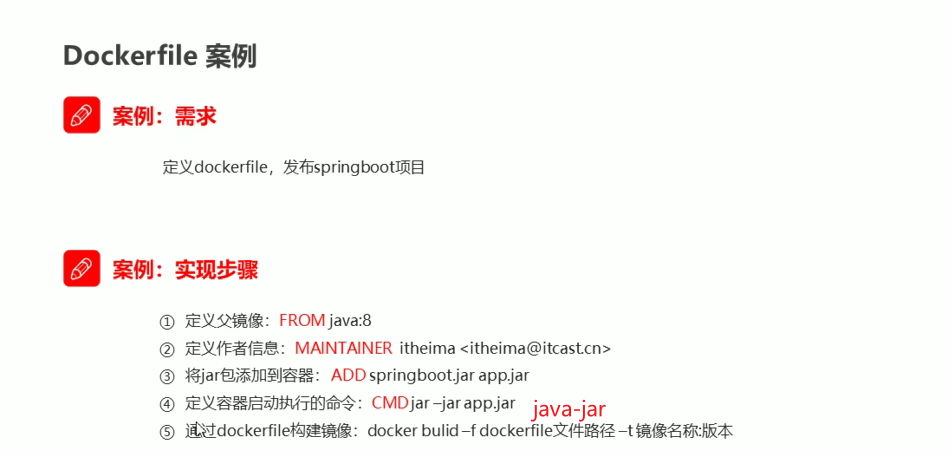 Dockerfile 案例
案例：需求
定义dockerfile，发布springboot项目
案例：实现步骤
① 定义父镜像：FROM java:8
② 定义作者信息：MAINTAINER itheima <itheima@itcast.cn>
③ 将jar包添加到容器：ADD springboot.jar app.jar
④ 定义容器启动执行的命令：CMD jar –jar app.jar java-jar
⑤ 通过dockerfile构建镜像：docker bulid –f dockerfile文件路径 –t 镜像名称:版本